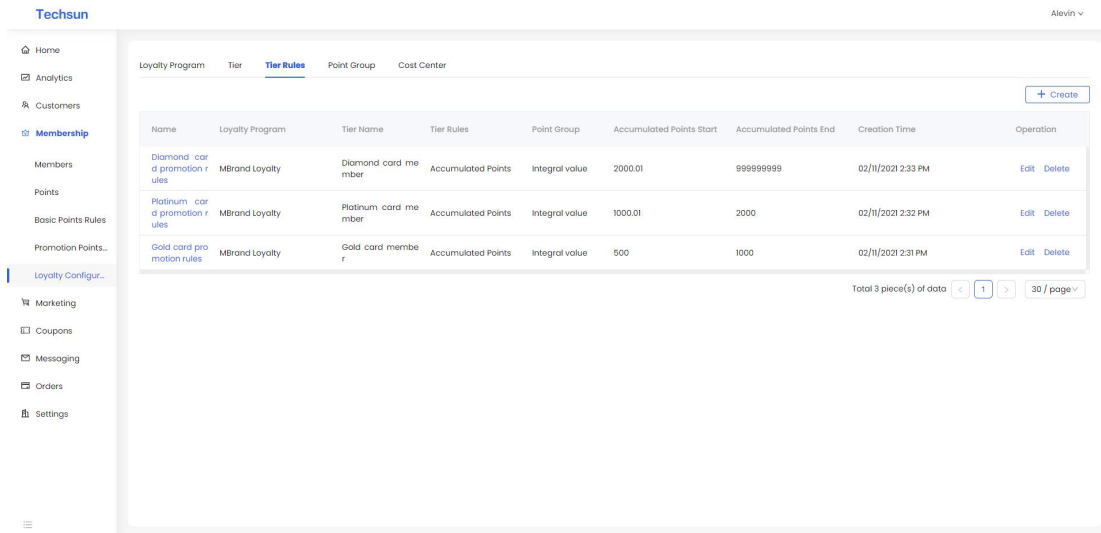 Techsun
Alevin
Home
Analytics
Customers
Membership
Members
Points
Basic Points Rules
Promotion Points...
Loyalty Configur...
Marketing
Coupons
Messaging
Orders
Settings
Loyalty Program Tier Tier Rules Point Group Cost Center
+ Create
Name Loyalty Program Tier Name Tier Rules Point Group Accumulated Points Start Accumulated Points End Creation Time Operation
Diamond car
d promotion r
ules
MBrand Loyalty
Diamond card me
mber
Accumulated Points Integral value 2000.01 999999999 02/11/2021 2:33 PM Edit Delete
Platinum car
d promotion r
ules
MBrand Loyalty
Platinum card me
mber
Accumulated Points Integral value 1000.01 2000 02/11/2021 2:32 PM Edit Delete
Gold card pro
motion rules
MBrand Loyalty
Gold card membe
r
Accumulated Points Integral value 500 1000 02/11/2021 2:31 PM Edit Delete
Total 3 piece(s) of data < 1 > 30 / page